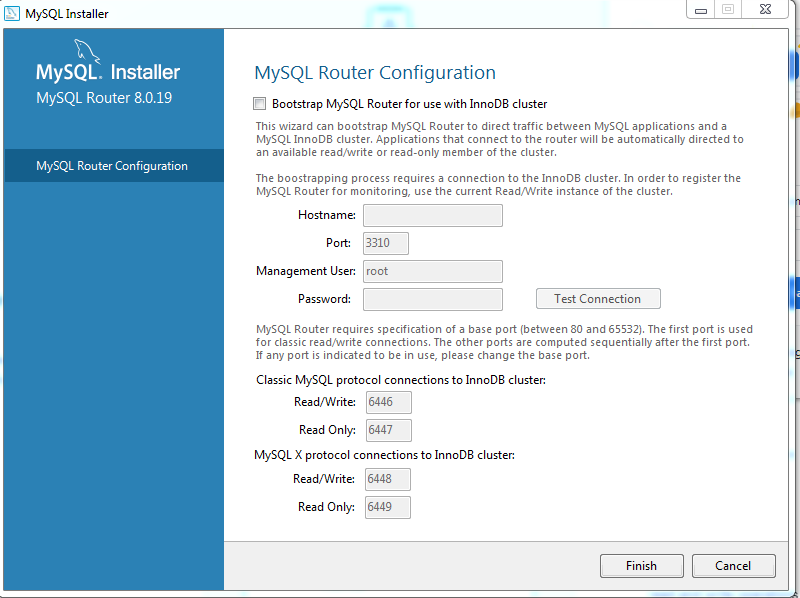 MySQL Installer
MySQL. Installer
MySQL Router 8.0.19
MySQL Router Configuration
MySQL Router Configuration
Bootstrap MySQL Router for use with InnoDB cluster
This wizard can bootstrap MySQL Router to direct traffic between MySQL applications and a
MySQL InnoDB cluster. Applications that connect to the router will be automatically directed to
an available read/write or read-only member of the cluster.
The boostrapping process requires a connection to the InnoDB cluster. In order to register the
MySQL Router for monitoring, use the current Read/Write instance of the cluster.
Hostname:
Port: 3310
Management User: root
Password: Test Connection
MySQL Router requires specification of a base port (between 80 and 65532). The first port is used
for classic read/write connections. The other ports are computed sequentially after the first port.
If any port is indicated to be in use, please change the base port.
Classic MySQL protocol connections to InnoDB cluster:
Read/Write: 6446
Read Only: 6447
MySQL X protocol connections to InnoDB cluster:
Read/Write: 6448
Read Only: 6449
Finish Cancel